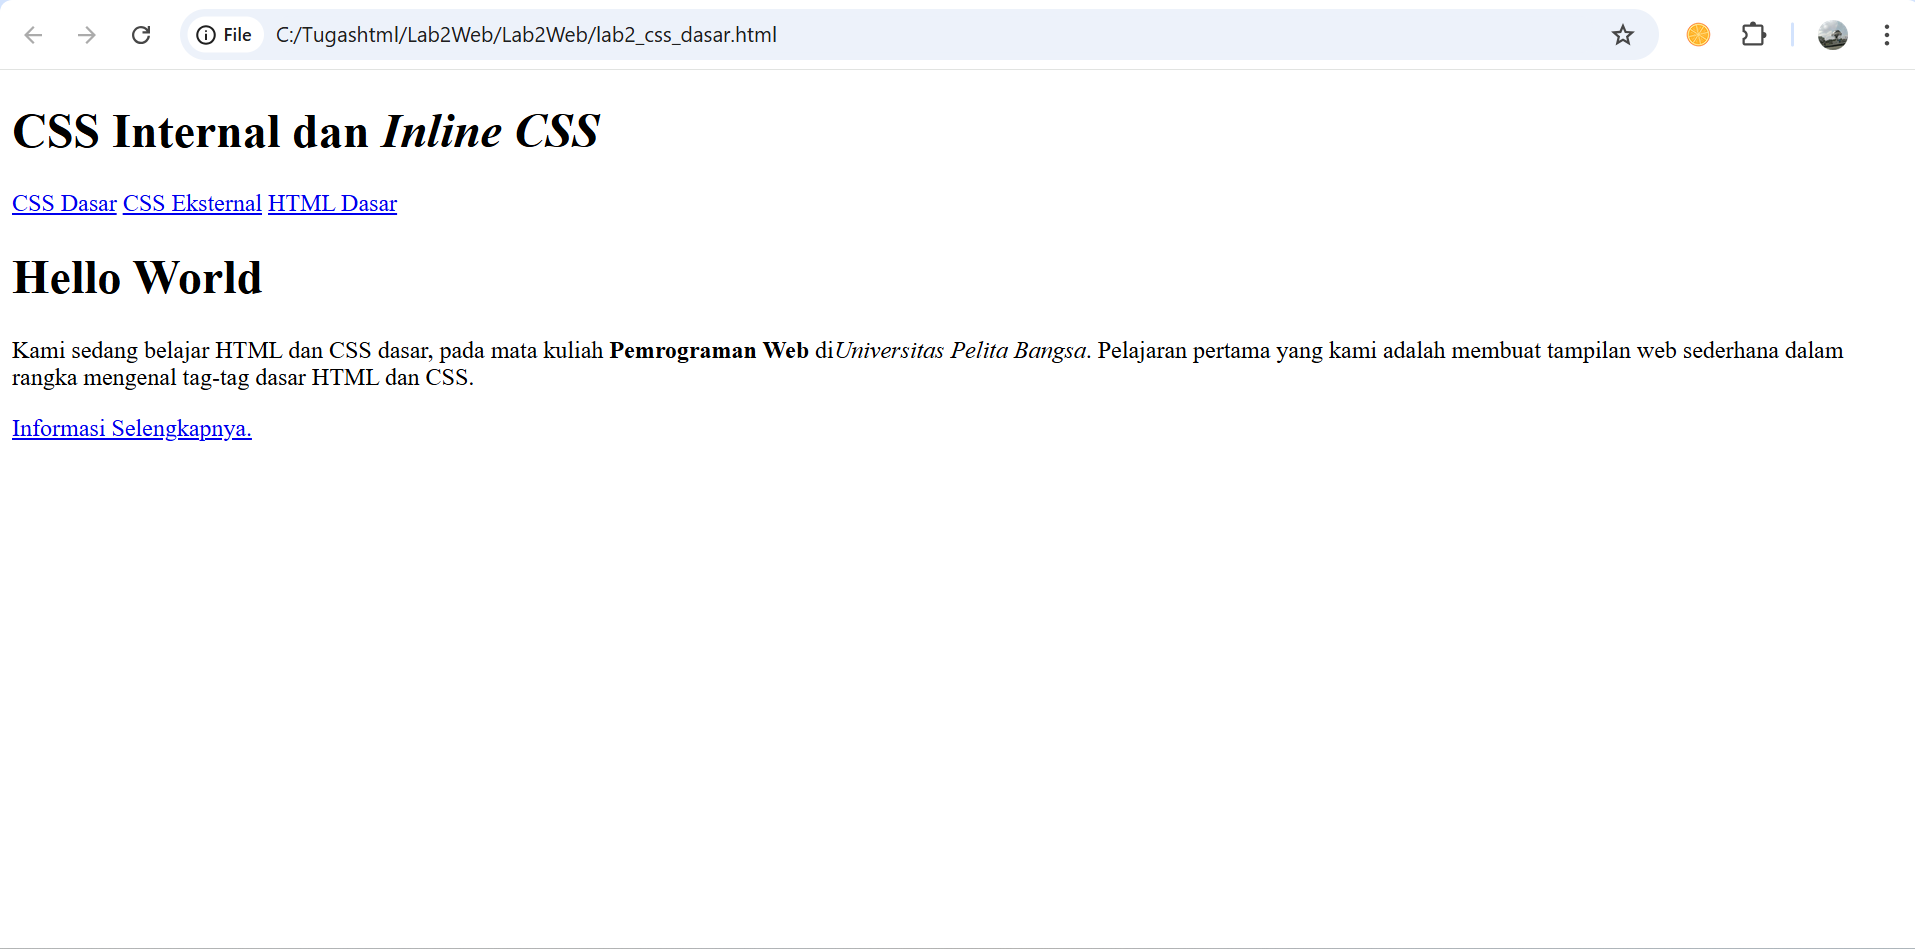 File C:/Tugashtml/Lab2Web/Lab2Web/lab2_css_dasar.html
CSS Internal dan Inline CSS
CSS Dasar CSS Eksternal HTML Dasar
Hello World
Kami sedang belajar HTML dan CSS dasar, pada mata kuliah Pemrograman Web diUniversitas Pelita Bangsa. Pelajaran pertama yang kami adalah membuat tampilan web sederhana dalam
rangka mengenal tag-tag dasar HTML dan CSS.
Informasi Selengkapnya.